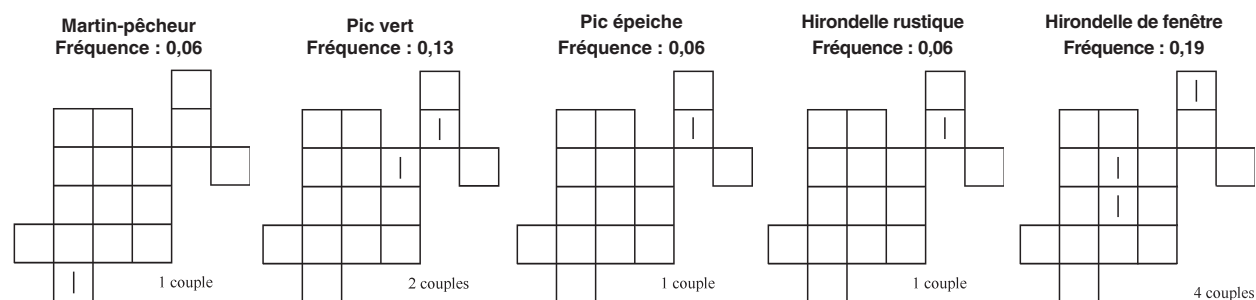 Martin-pêcheur
Fréquence : 0,06
1 couple
Pic vert
Fréquence : 0,13
2 couples
Pic épeiche
Fréquence : 0,06
1 couple
Hirondelle rustique
Fréquence : 0,06
1 couple
Hirondelle de fenêtre
Fréquence : 0,19
4 couples